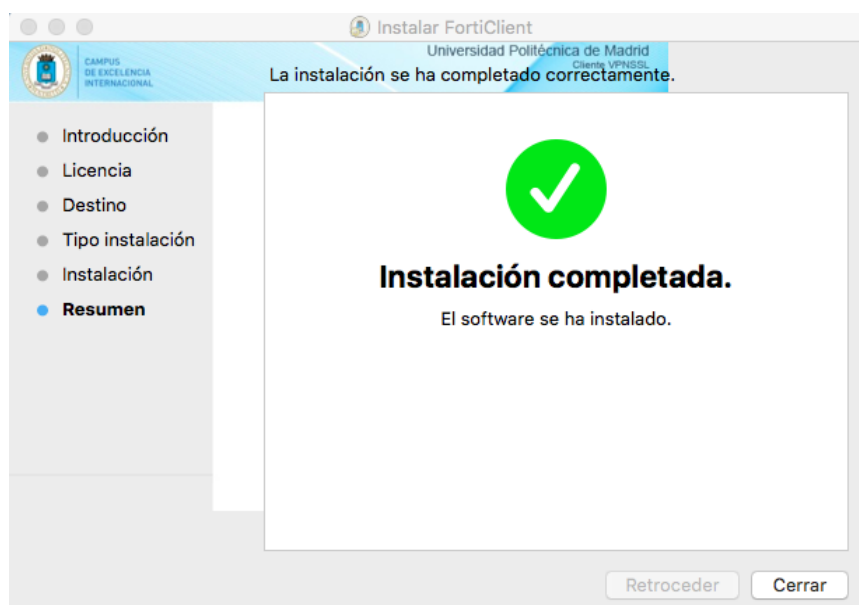 Instalar FortiClient
CAMPUS
DE EXCELENCIA
INTERNACIONAL
Universidad Politécnica de Madrid
Cliente VPNSSL
La instalación se ha completado correctamente.
Introducción
Licencia
Destino
Tipo instalación
Instalación
Resumen
Instalación completada.
El software se ha instalado.
Retroceder
Cerrar